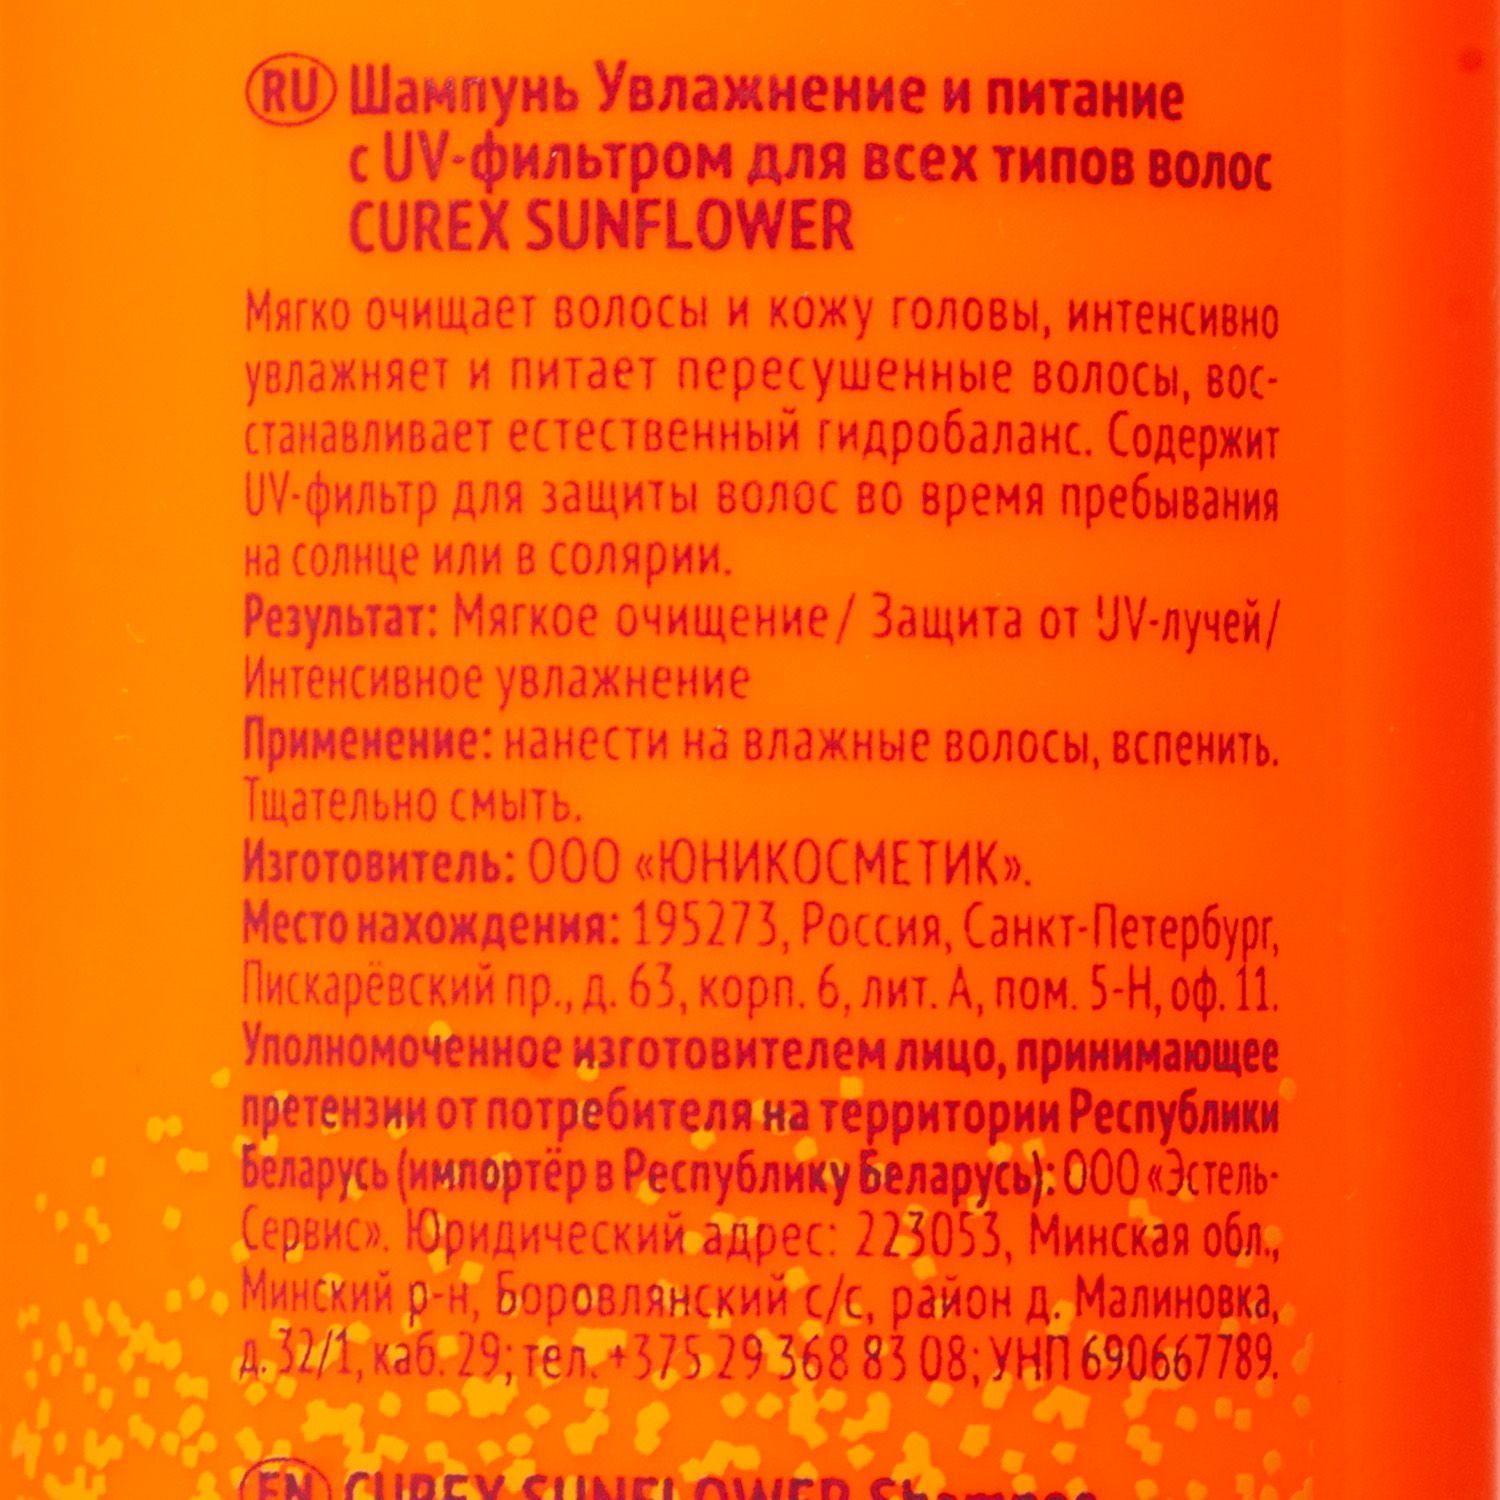 RU Шампунь Увлажнение и питание
с UV-фильтром для всех типов волос
CUREX SUNFLOWER
Мягко очищает волосы и кожу головы, интенсивно
увлажняет и питает пересушенные волосы, вос-
станавливает естественный гидробаланс. Содержит
UV-фильтр для защиты волос во время пребывания
на солнце или в солярии.
Результат: Мягкое очищение/ Защита от UV-лучей/
Интенсивное увлажнение
Применение: нанести на влажные волосы, вспенить.
Тщательно смыть.
Изготовитель: ООО «ЮНИКОСМЕТИК».
Место нахождения: 195273, Россия, Санкт-Петербург,
Пискарёвский пр., д. 63, корп. 6, лит. А, пом. 5-Н, оф. 11.
Уполномоченное изготовителем лицо, принимающее
претензии от потребителя на территории Республики
Беларусь (импортёр в Республику Беларусь): ООО «Эстель-
Сервис». Юридический адрес: 223053, Минская обл.,
Минский р-н, Боровлянский с/с, район д. Малиновка,
д. 32/1, каб. 29; тел. +375 29 368 83 08; УНП 690667789.
EN CUREX SUNFLOWER Shampoo